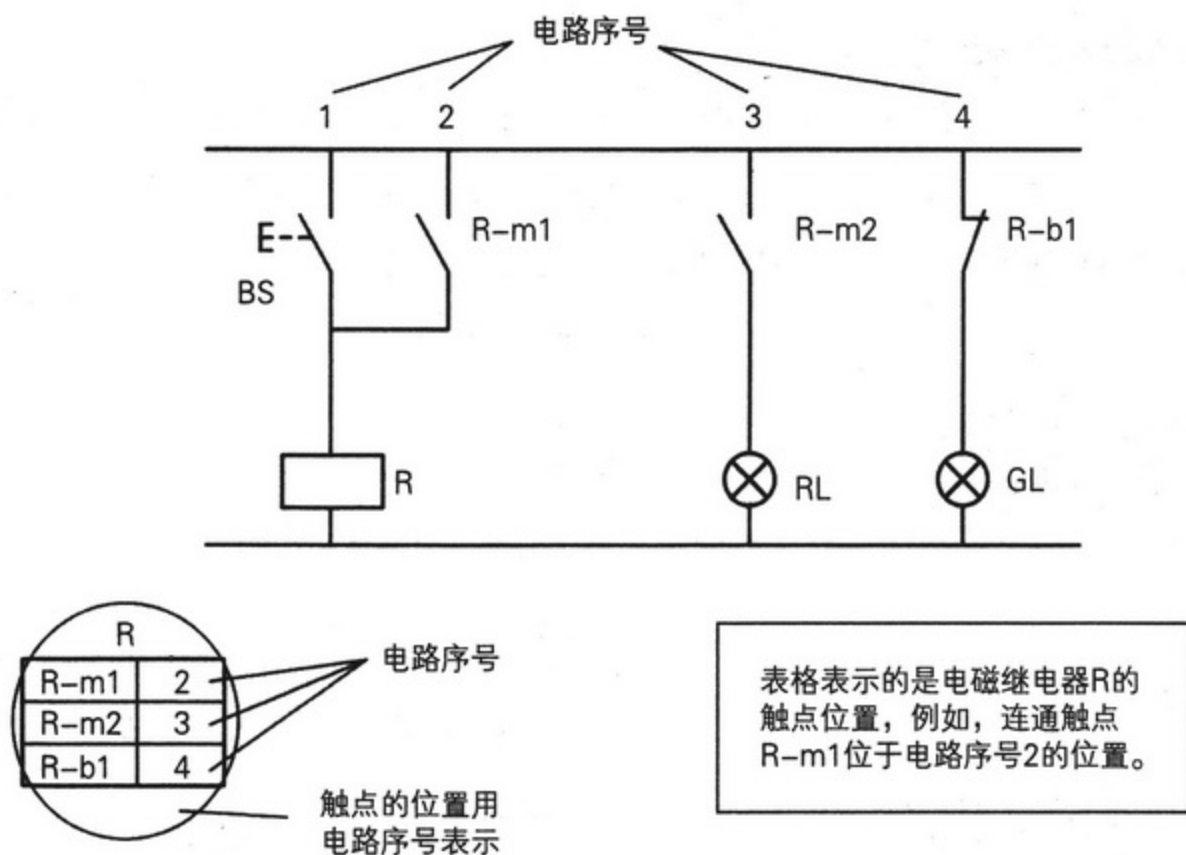 电路序号
1 2 3 4
R-m1 R-m2 R-b1
E
BS
R RL GL
R
R-m1 2
R-m2 3
R-b1 4
电路序号
触点的位置用
电路序号表示
表格表示的是电磁继电器R的
触点位置，例如，连通触点
R-m1位于电路序号2的位置。